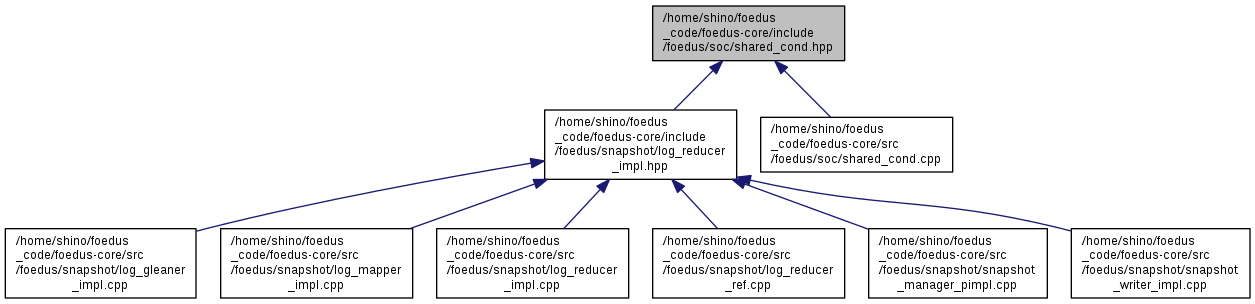 /home/shino/foedus
_code/foedus-core/include
/foedus/soc/shared_cond.hpp
/home/shino/foedus
_code/foedus-core/include
/foedus/snapshot/log_reducer
_impl.hpp
/home/shino/foedus
_code/foedus-core/src
/foedus/soc/shared_cond.cpp
/home/shino/foedus
_code/foedus-core/src
/foedus/snapshot/log_gleaner
_impl.cpp
/home/shino/foedus
_code/foedus-core/src
/foedus/snapshot/log_mapper
_impl.cpp
/home/shino/foedus
_code/foedus-core/src
/foedus/snapshot/log_reducer
_impl.cpp
/home/shino/foedus
_code/foedus-core/src
/foedus/snapshot/log_reducer
_ref.cpp
/home/shino/foedus
_code/foedus-core/src
/foedus/snapshot/snapshot
_manager_pimpl.cpp
/home/shino/foedus
_code/foedus-core/src
/foedus/snapshot/snapshot
_writer_impl.cpp